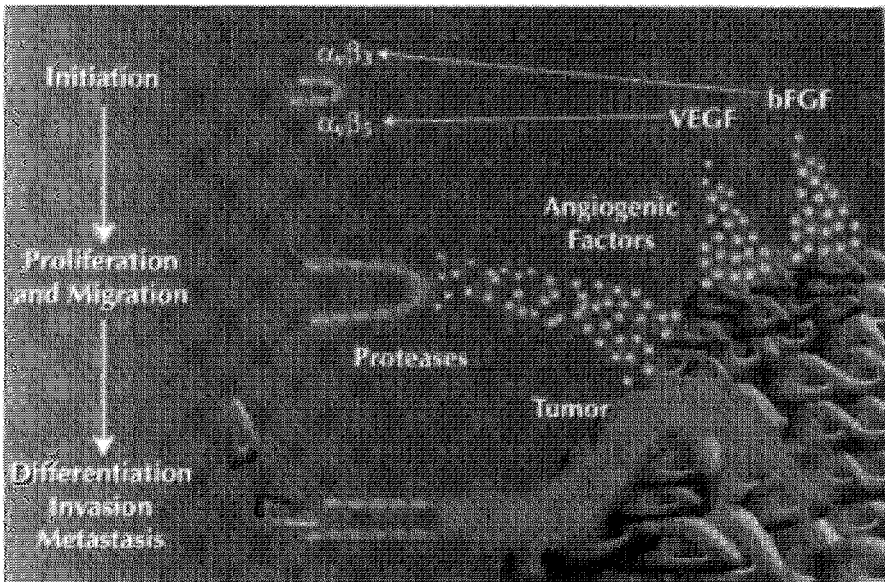 Initiation
αvβ3
αvβ5
bFGF
VEGF
Angiogenic
Factors
Proliferation
and Migration
Proteases
Tumor
Differentiation
Invasion
Metastasis